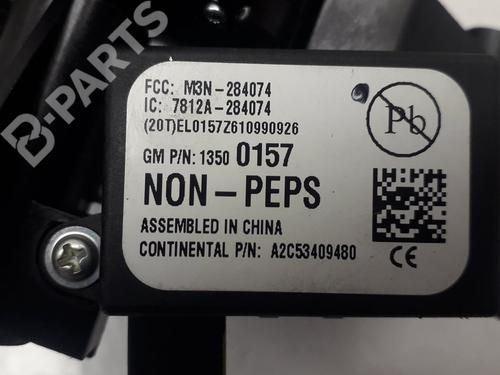 B-PARTS
FCC: M3N-284074
IC: 7812A-284074
(20T)EL0157Z610990926
GM P/N: 1350 0157
NON-PEPS
ASSEMBLED IN CHINA
CONTINENTAL P/N: A2C53409480
Pb
CE